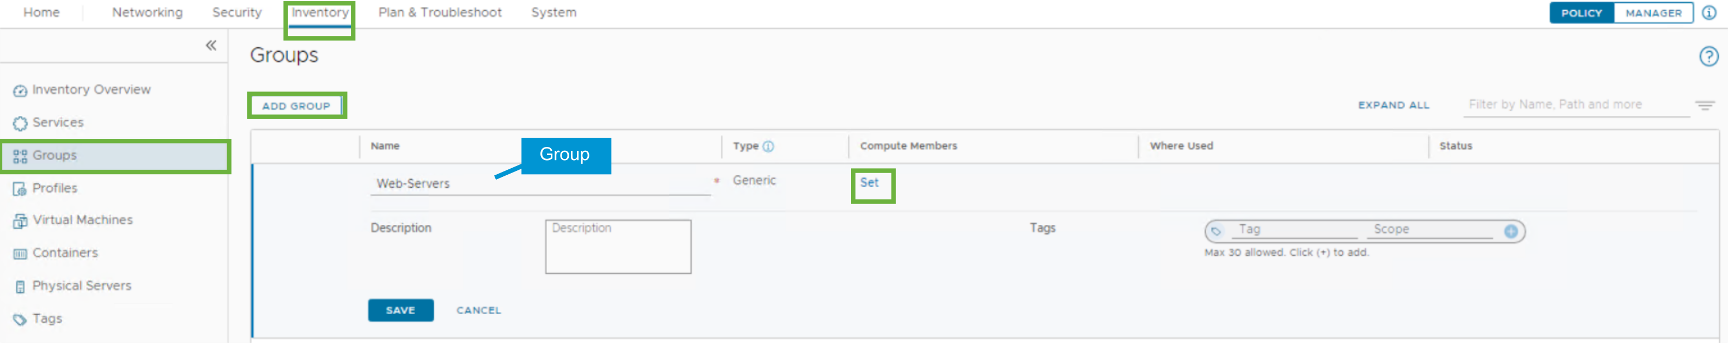 Home Networking Security Inventory Plan & Troubleshoot System POLICY MANAGER
Groups
Inventory Overview
Services
Groups
Profiles
Virtual Machines
Containers
Physical Servers
Tags
ADD GROUP EXPAND ALL Filter by Name, Path and more
Name Type Compute Members Where Used Status
Group
Web-Servers * Generic Set
Description Description Tags Tag Scope
Max 30 allowed. Click (+) to add.
SAVE CANCEL